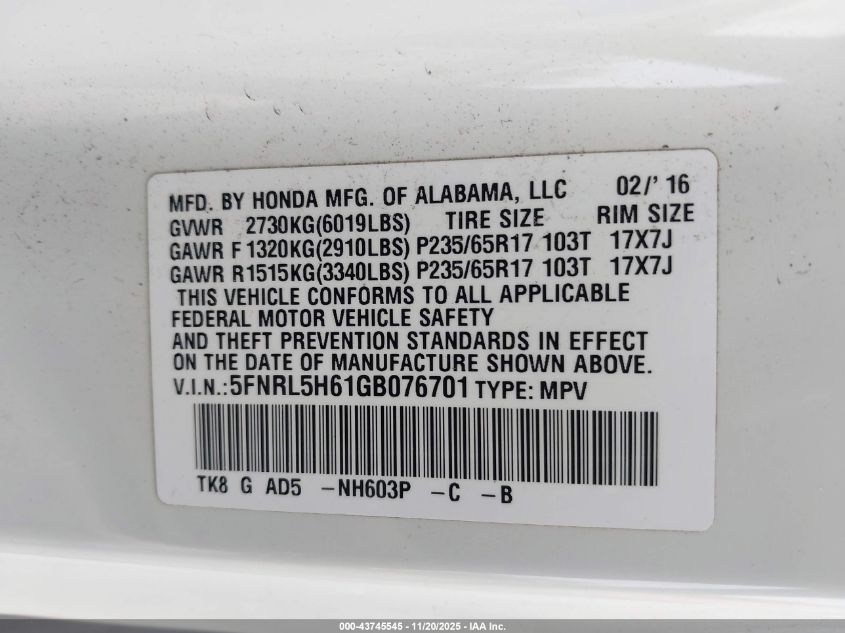 MFD. BY HONDA MFG. OF ALABAMA, LLC 02/' 16
GVWR 2730KG(6019LBS) TIRE SIZE RIM SIZE
GAWR F1320KG(2910LBS) P235/65R17 103T 17X7J
GAWR R1515KG(3340LBS) P235/65R17 103T 17X7J
THIS VEHICLE CONFORMS TO ALL APPLICABLE
FEDERAL MOTOR VEHICLE SAFETY
AND THEFT PREVENTION STANDARDS IN EFFECT
ON THE DATE OF MANUFACTURE SHOWN ABOVE.
V.I.N.:5FNRL5H61GB076701 TYPE: MPV
TK8 G AD5 -NH603P -C -B
000-43745545 - 11/20/2025 - IAA Inc.